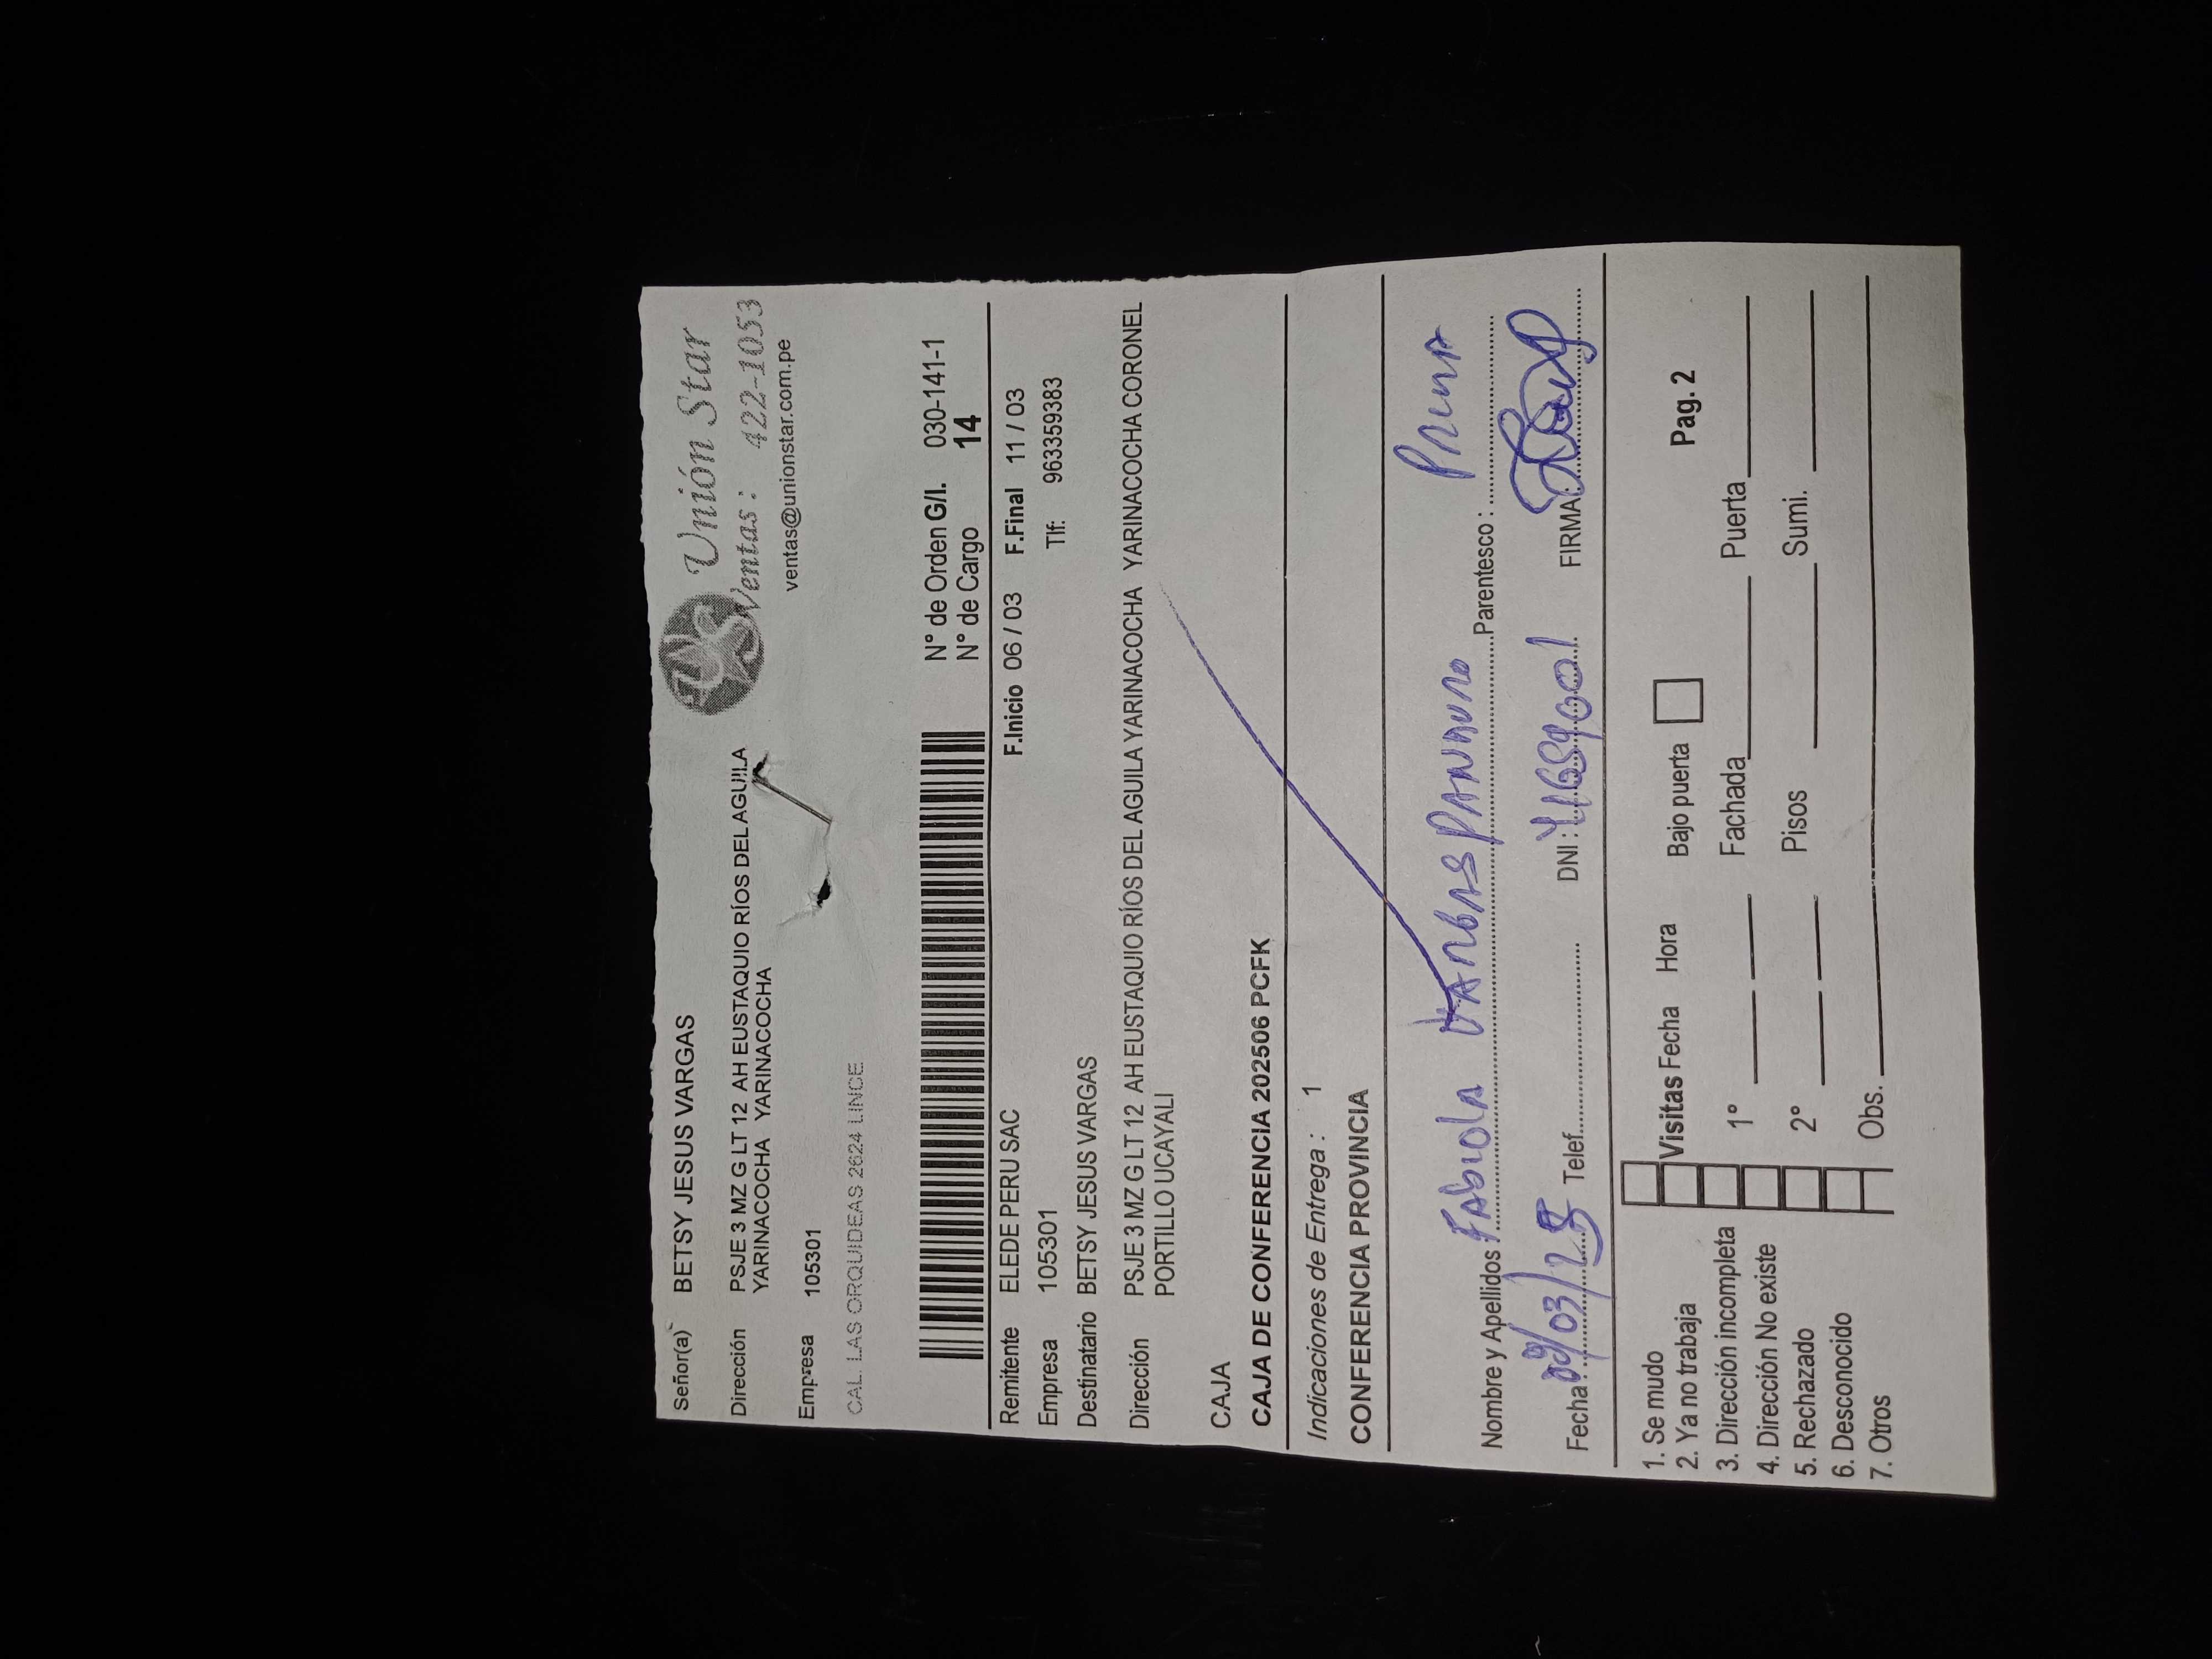 Unión Star
Ventas: 422-1053
ventas@unionstar.com.pe
Señor(a) BETSY JESUS VARGAS
Dirección PSJE 3 MZ G LT 12 AH EUSTAQUIO RÍOS DEL AGUILA
YARINACOCHA YARINACOCHA
Empresa 105301
CAL. LAS ORQUIDEAS 2624 LINCE
N° de Orden G/I. 030-141-1
N° de Cargo 14
Remitente ELEDE PERU SAC F.Inicio 06 / 03 F.Final 11 / 03
Empresa 105301 Tlf: 963359383
Destinatario BETSY JESUS VARGAS
Dirección PSJE 3 MZ G LT 12 AH EUSTAQUIO RÍOS DEL AGUILA YARINACOCHA YARINACOCHA CORONEL
PORTILLO UCAYALI
CAJA
CAJA DE CONFERENCIA 202506 PCFK
Indicaciones de Entrega : 1
CONFERENCIA PROVINCIA
Nombre y Apellidos : FAbiolA VARGAS PANDURO Parentesco : PRIMA
Fecha: /03/25 Telef. DNI : FIRMA
1. Se mudo
2. Ya no trabaja Visitas Fecha Hora Bajo puerta Pag. 2
3. Dirección incompleta 1° Fachada Puerta
4. Dirección No existe
5. Rechazado 2° Pisos Sumi.
6. Desconocido
7. Otros Obs.